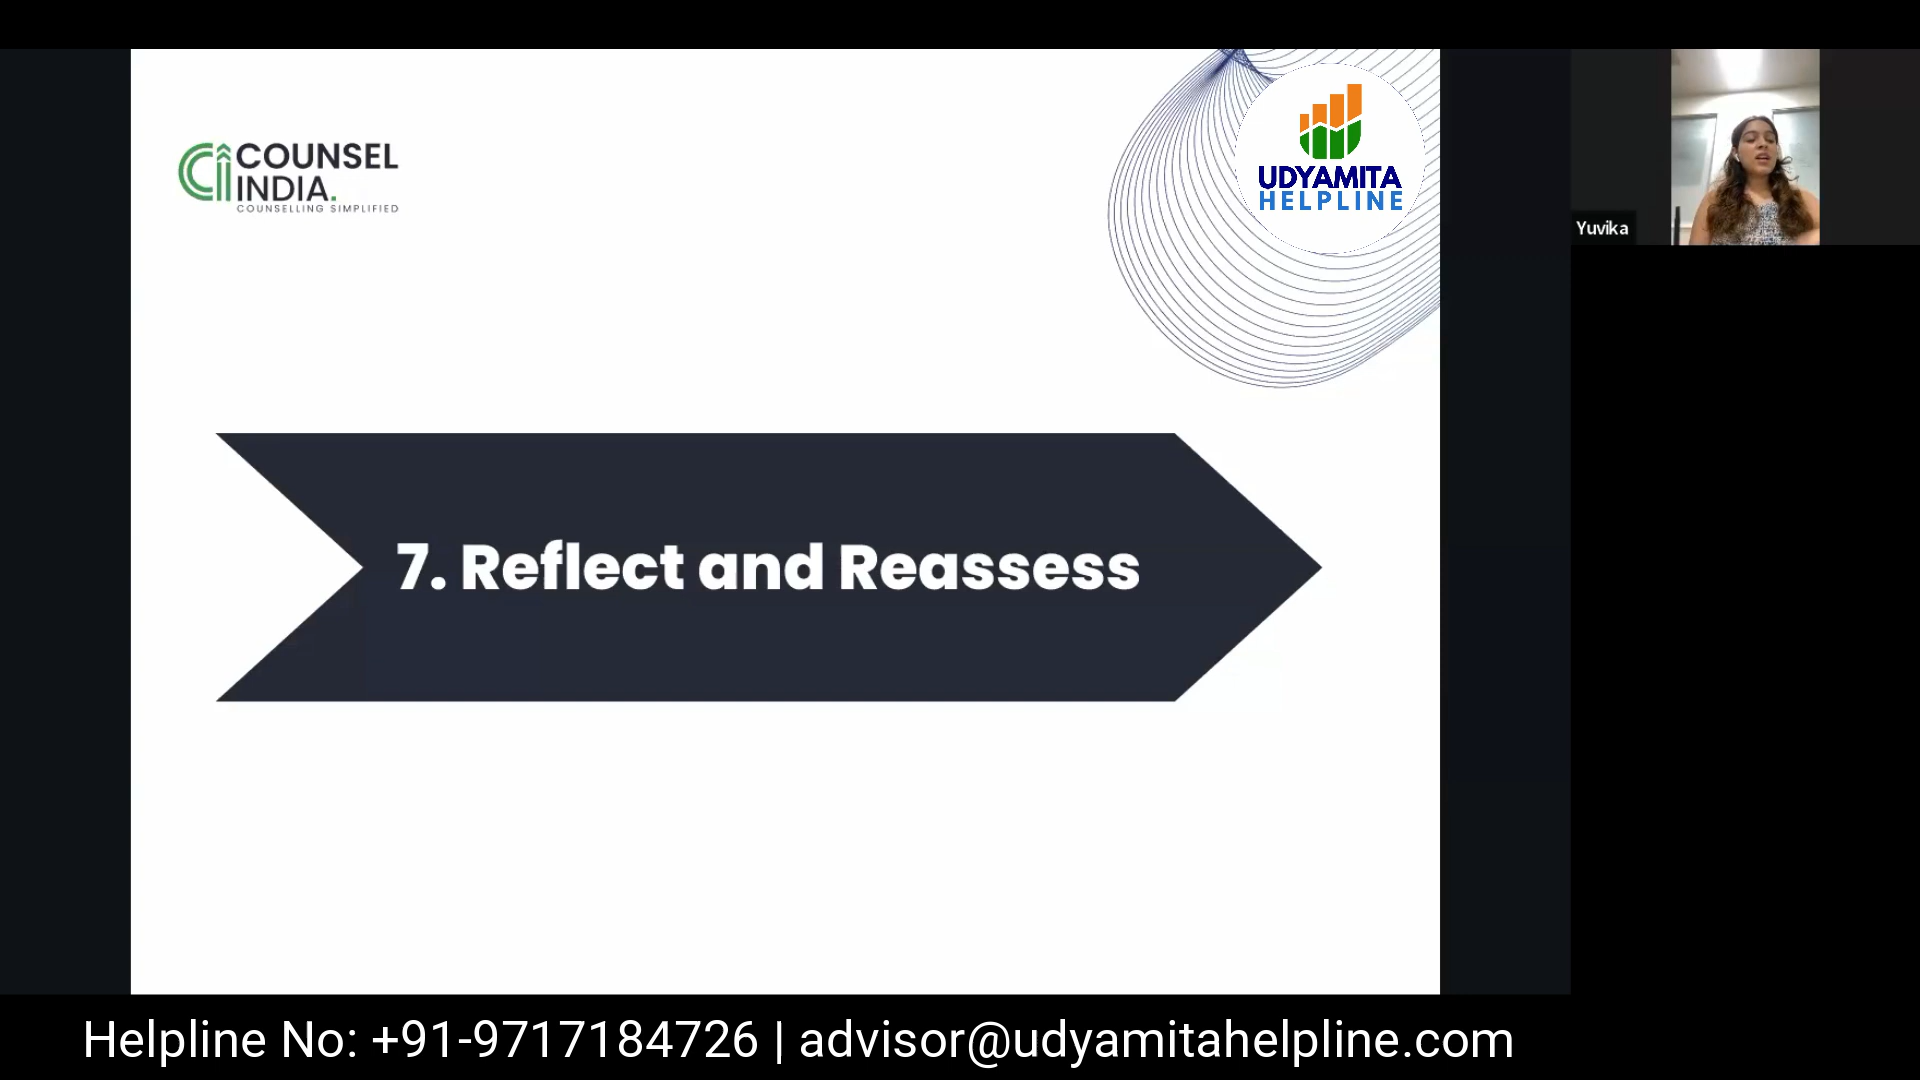 COUNSEL
INDIA.
COUNSELLING SIMPLIFIED
UDYAMITA
HELPLINE
Yuvika
7. Reflect and Reassess
Helpline No: +91-9717184726 | advisor@udyamitahelpline.com